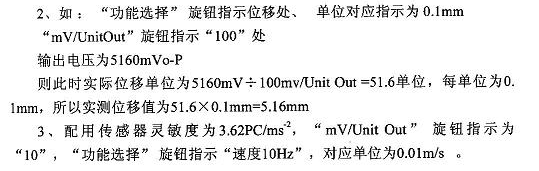 2、如： “功能选择” 旋钮指示位移处、 单位对应指示为 0.1mm
“mV/UnitOut” 旋钮指示 “100” 处
输出电压为5160mVo-P
则此时实际位移单位为5160mV÷100mv/Unit Out =51.6单位，每单位为0.
1mm，所以实测位移值为51.6×0.1mm=5.16mm
3、配用传感器灵敏度为3.62PC/ms⁻²， “mV/Unit Out” 旋钮指示为
“10”，“功能选择” 旋钮指示“速度10Hz”，对应单位为0.01m/s 。